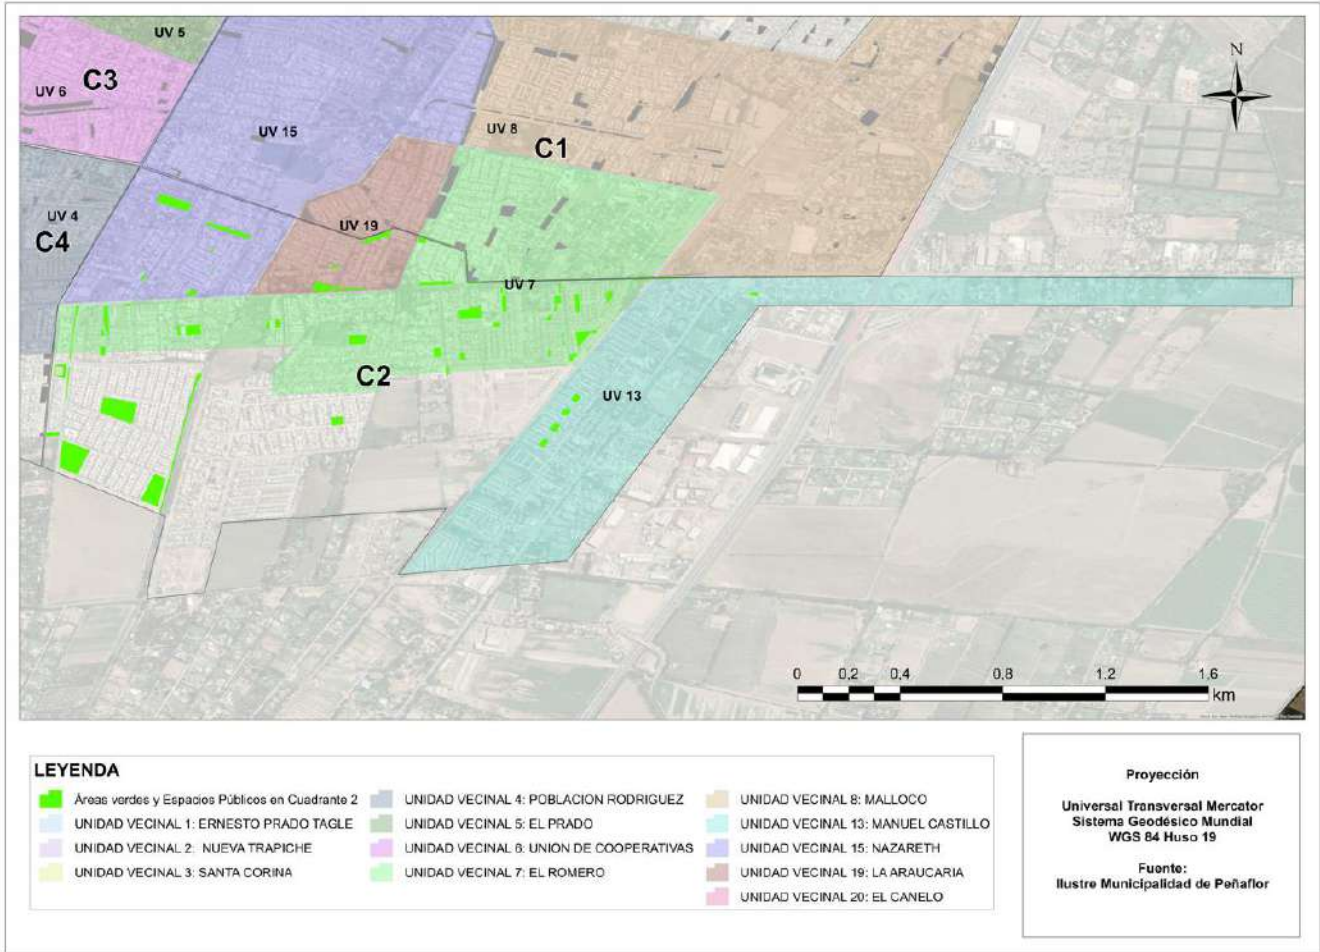 UV 5
N
C3
UV 6
UV 15
UV 8
C1
UV 4
C4
UV 19
UV 7
C2
UV 13
0 0,2 0,4 0,8 1,2 1,6
km
LEYENDA
Áreas verdes y Espacios Públicos en Cuadrante 2
UNIDAD VECINAL 1: ERNESTO PRADO TAGLE
UNIDAD VECINAL 2: NUEVA TRAPICHE
UNIDAD VECINAL 3: SANTA CORINA
UNIDAD VECINAL 4: POBLACION RODRIGUEZ
UNIDAD VECINAL 5: EL PRADO
UNIDAD VECINAL 6: UNION DE COOPERATIVAS
UNIDAD VECINAL 7: EL ROMERO
UNIDAD VECINAL 8: MALLOCO
UNIDAD VECINAL 13: MANUEL CASTILLO
UNIDAD VECINAL 15: NAZARETH
UNIDAD VECINAL 19: LA ARAUCARIA
UNIDAD VECINAL 20: EL CANELO
Proyección
Universal Transversal Mercator
Sistema Geodésico Mundial
WGS 84 Huso 19
Fuente:
Ilustre Municipalidad de Peñaflor